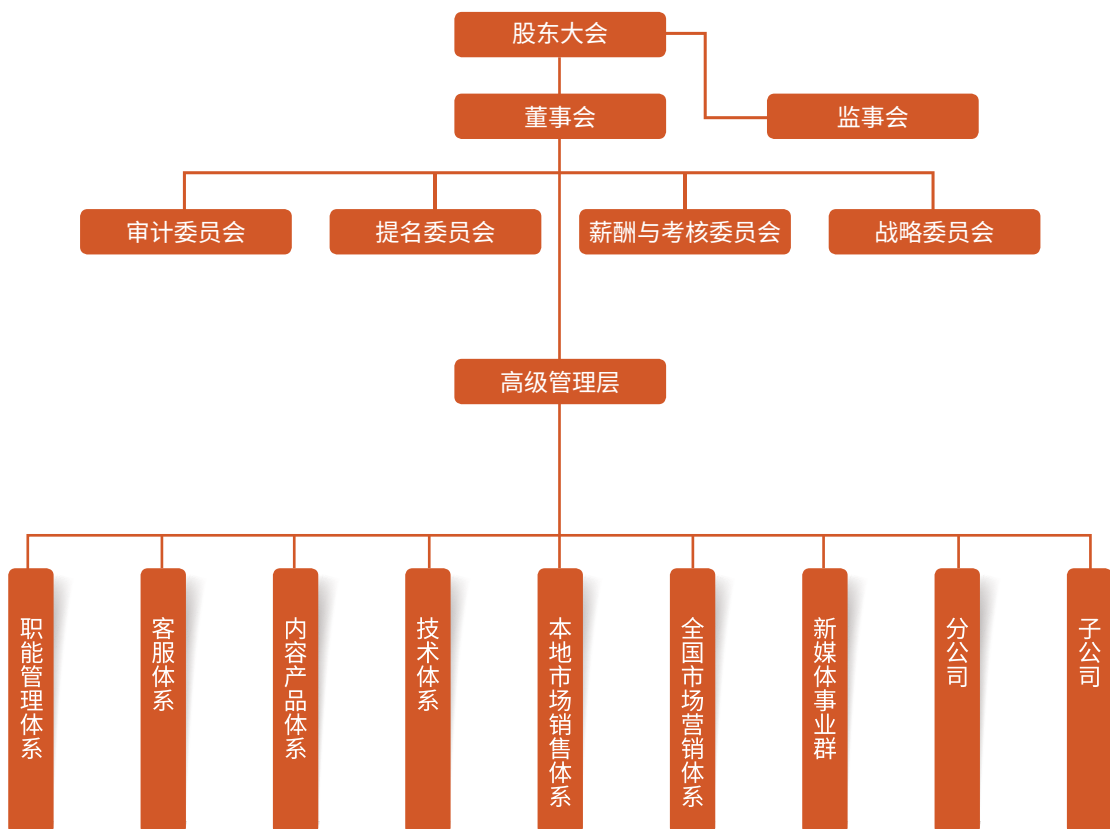 股东大会
董事会
监事会
审计委员会
提名委员会
薪酬与考核委员会
战略委员会
高级管理层
职能管理体系
客服体系
内容产品体系
技术体系
本地市场销售体系
全国市场营销体系
新媒体事业群
分公司
子公司